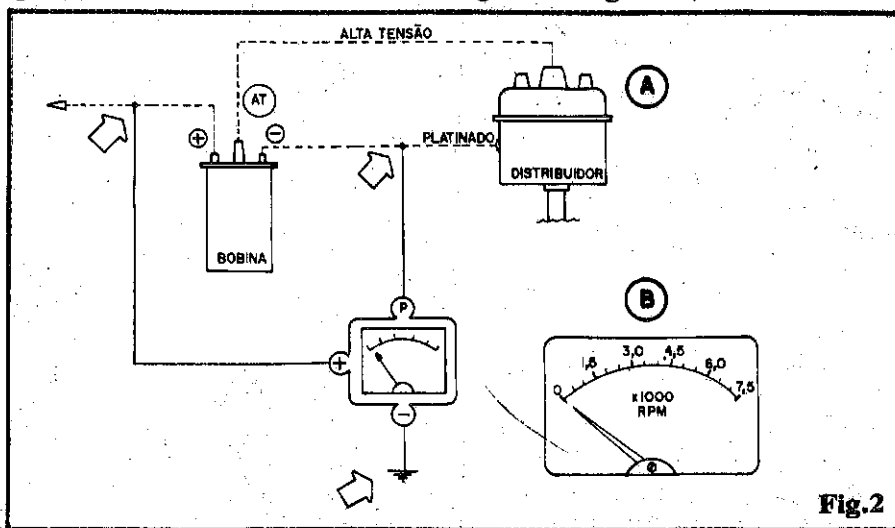 ALTA TENSÃO
A
AT
+
−
PLATINADO
DISTRIBUIDOR
BOBINA
P
+
−
B
0 1,5 3,0 4,5 6,0 7,5
x1000
RPM
Fig.2